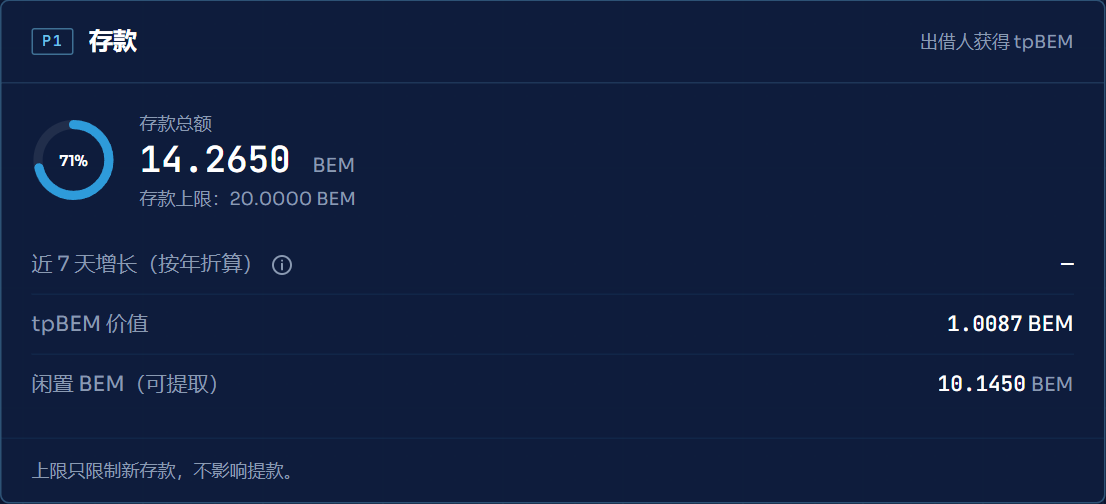 P1 存款
出借人获得 tpBEM
71%
存款总额
14.2650 BEM
存款上限：20.0000 BEM
近 7 天增长（按年折算） –
tpBEM 价值 1.0087 BEM
闲置 BEM（可提取） 10.1450 BEM
上限只限制新存款，不影响提款。